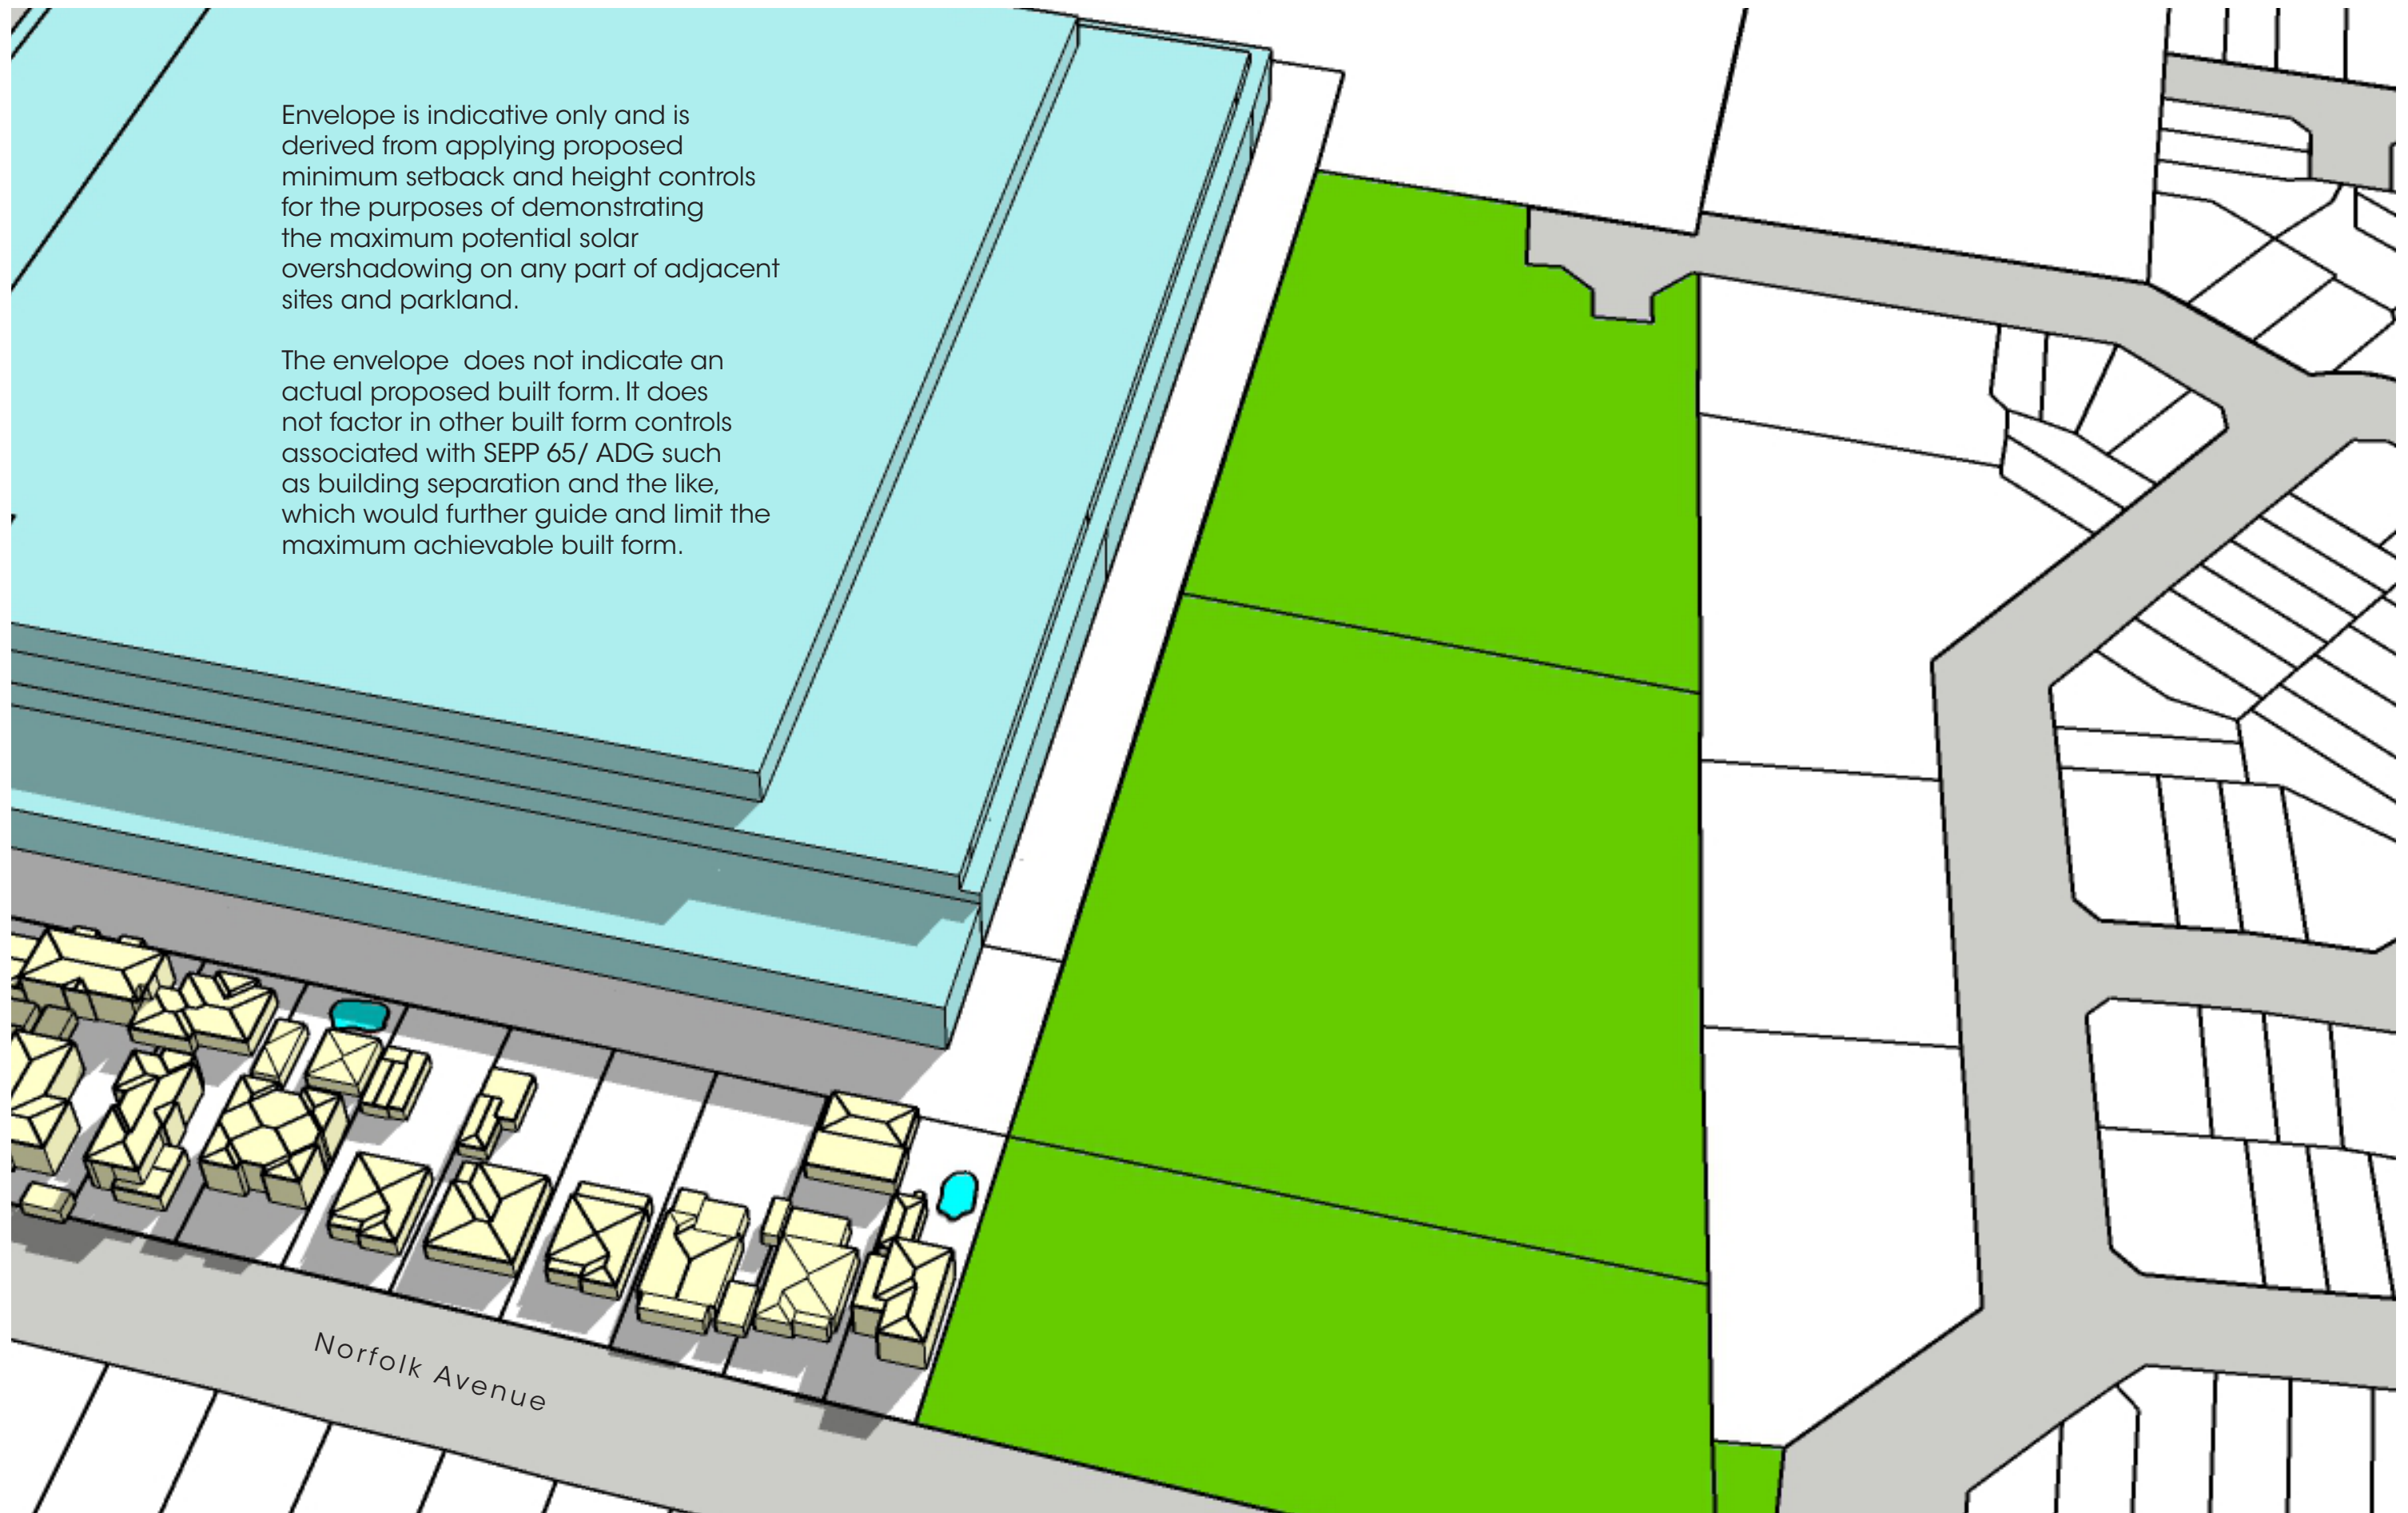 Envelope is indicative only and is
derived from applying proposed
minimum setback and height controls
for the purposes of demonstrating
the maximum potential solar
overshadowing on any part of adjacent
sites and parkland.
The envelope does not indicate an
actual proposed built form. It does
not factor in other built form controls
associated with SEPP 65/ ADG such
as building separation and the like,
which would further guide and limit the
maximum achievable built form.
Norfolk Avenue